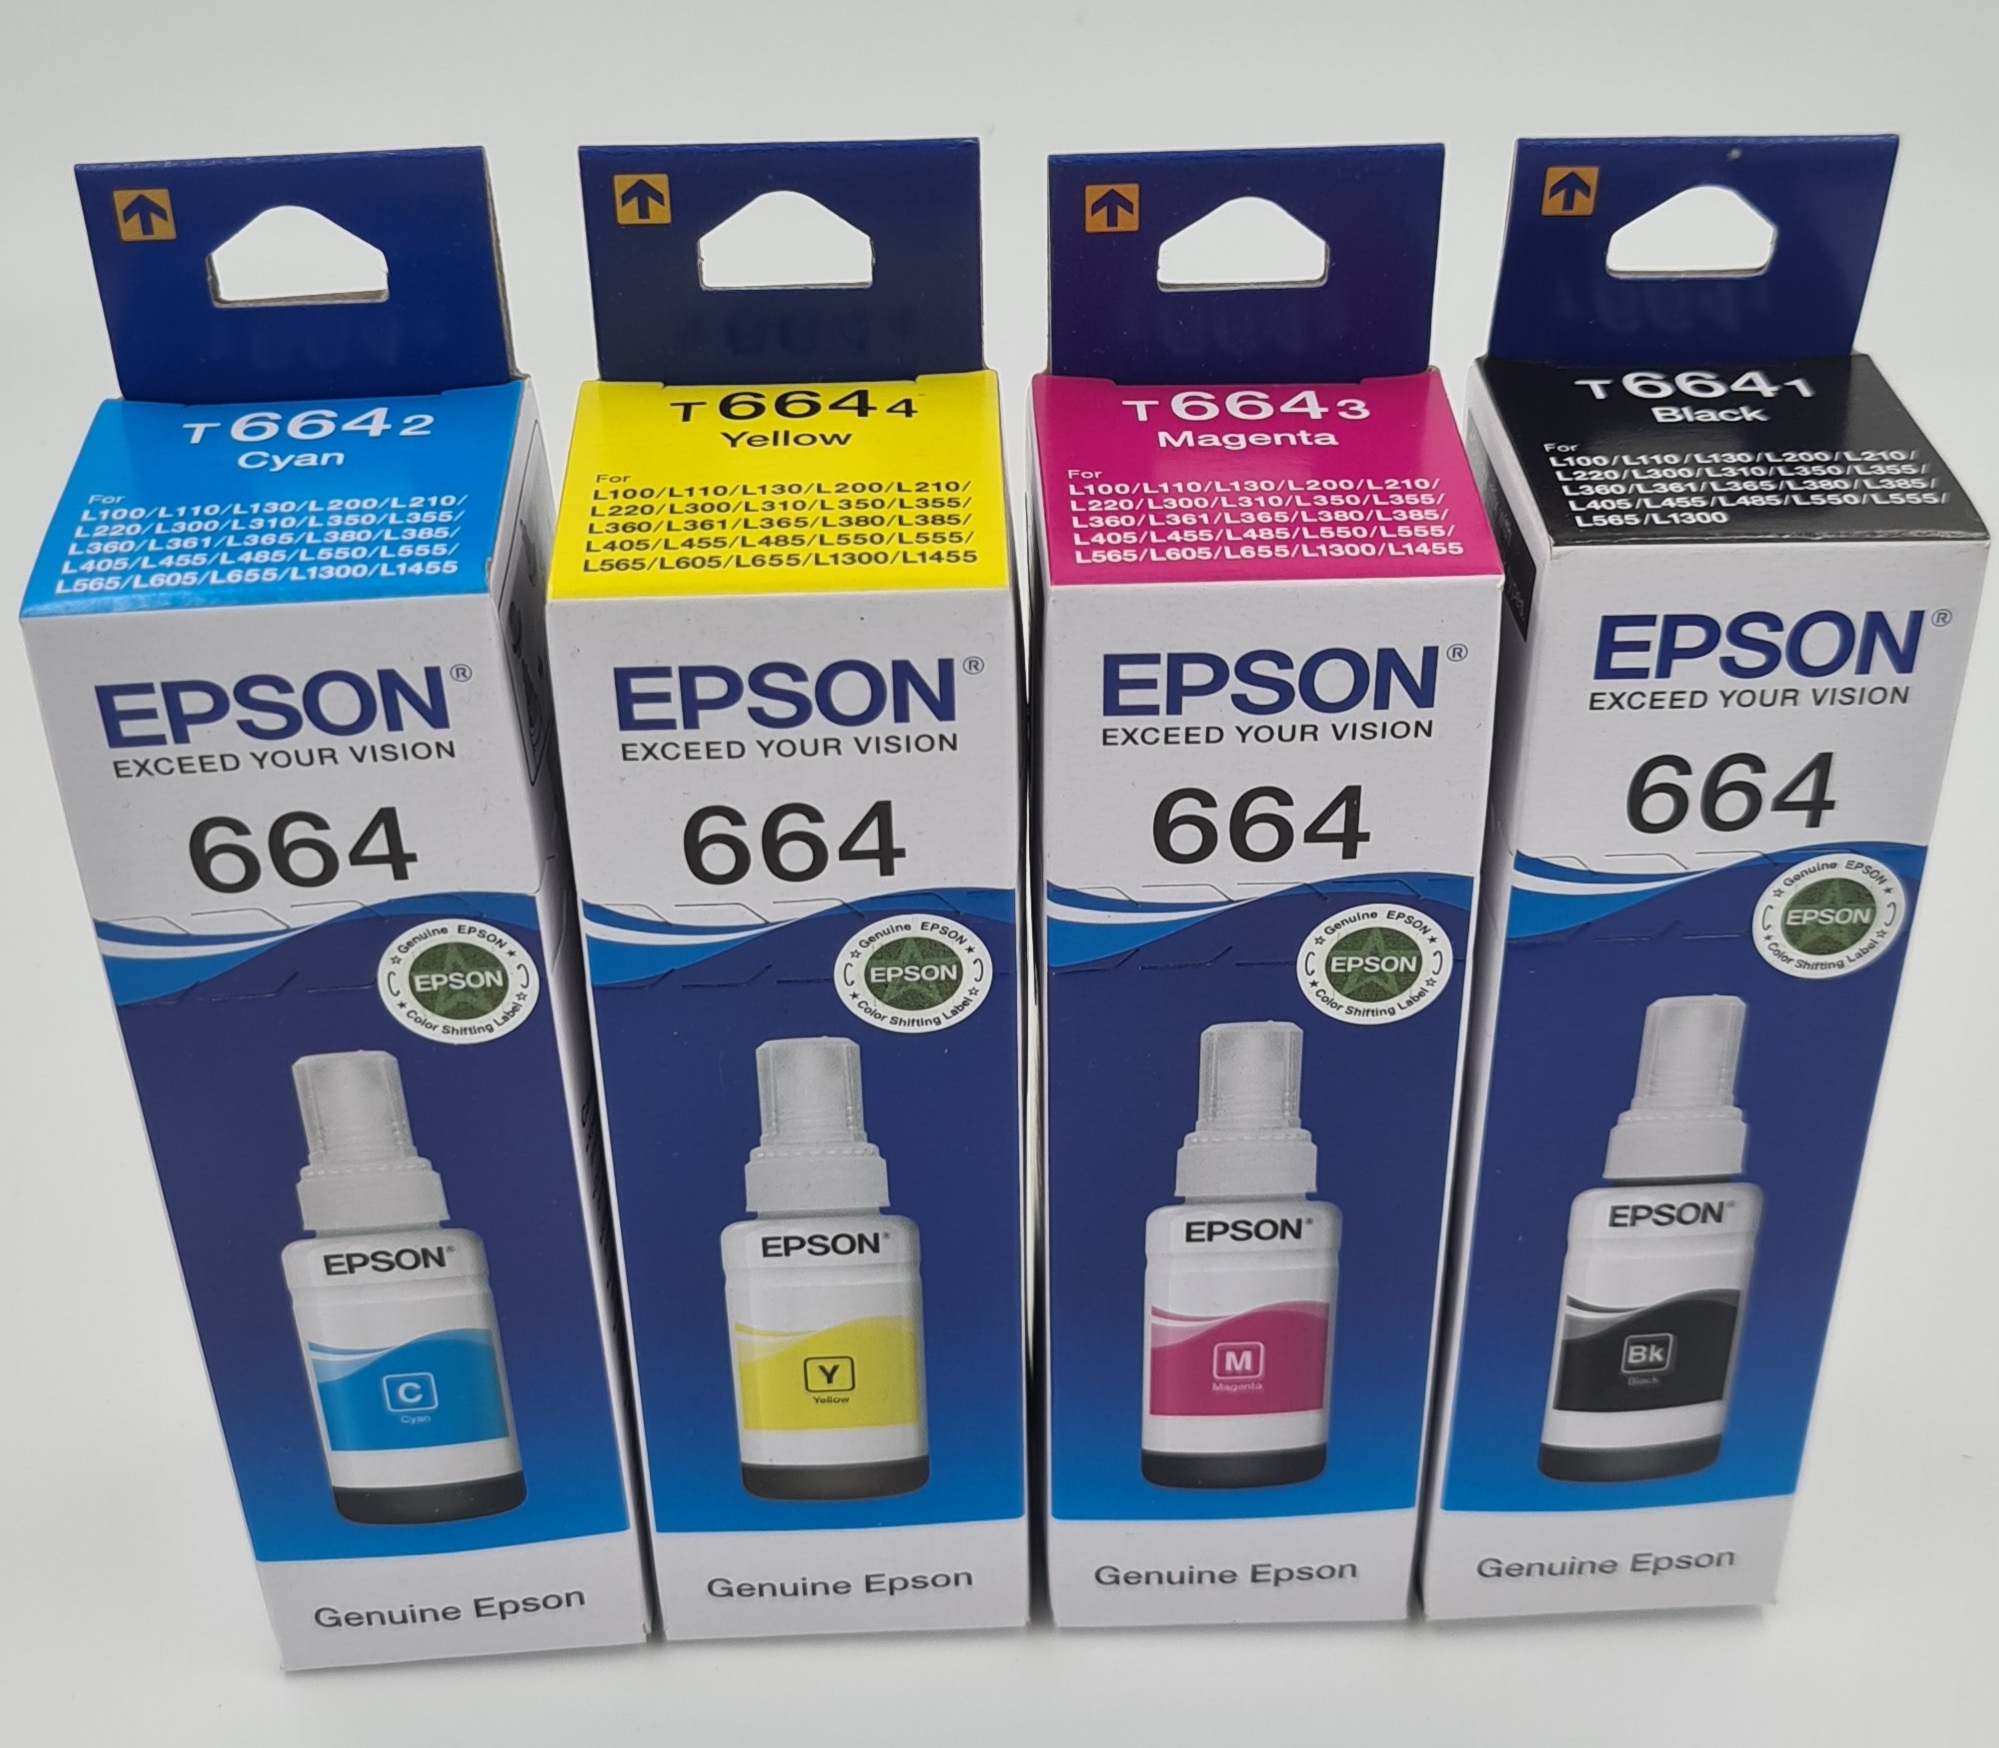 T6642
Cyan
For
L100/L110/L130/L200/L210/
L220/L300/L310/L350/L355/
L360/L361/L365/L380/L385/
L405/L455/L485/L550/L555/
L565/L605/L655/L1300/L1455
EPSON®
EXCEED YOUR VISION
664
Genuine EPSON
EPSON
Color Shifting Label
EPSON®
C
Cyan
Genuine Epson
T6644
Yellow
For
L100/L110/L130/L200/L210/
L220/L300/L310/L350/L355/
L360/L361/L365/L380/L385/
L405/L455/L485/L550/L555/
L565/L605/L655/L1300/L1455
EPSON®
EXCEED YOUR VISION
664
Genuine EPSON
EPSON
Color Shifting Label
EPSON®
Y
Yellow
Genuine Epson
T6643
Magenta
For
L100/L110/L130/L200/L210/
L220/L300/L310/L350/L355/
L360/L361/L365/L380/L385/
L405/L455/L485/L550/L555/
L565/L605/L655/L1300/L1455
EPSON®
EXCEED YOUR VISION
664
Genuine EPSON
EPSON
Color Shifting Label
EPSON®
M
Magenta
Genuine Epson
T6641
Black
For
L100/L110/L130/L200/L210/
L220/L300/L310/L350/L355/
L360/L361/L365/L380/L385/
L405/L455/L485/L550/L555/
L565/L1300
EPSON®
EXCEED YOUR VISION
664
Genuine EPSON
EPSON
Color Shifting Label
EPSON®
Bk
Black
Genuine Epson